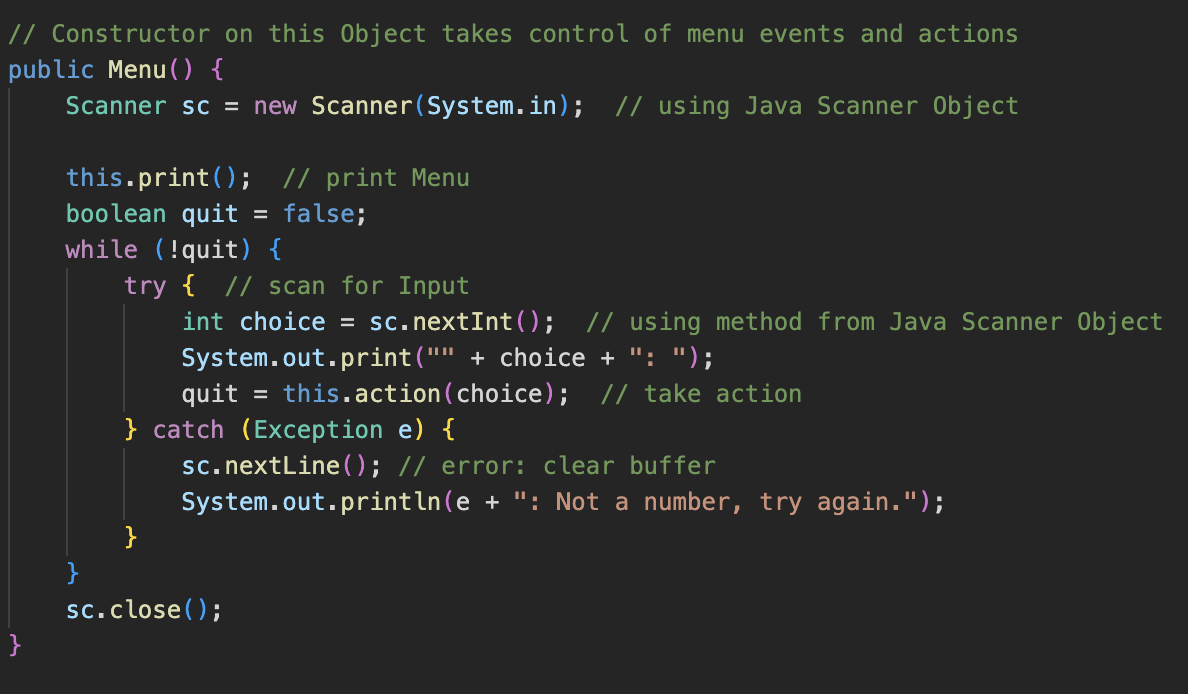 // Constructor on this Object takes control of menu events and actions
public Menu() {
    Scanner sc = new Scanner(System.in);  // using Java Scanner Object

    this.print();  // print Menu
    boolean quit = false;
    while (!quit) {
        try {  // scan for Input
            int choice = sc.nextInt();  // using method from Java Scanner Object
            System.out.print("" + choice + ": ");
            quit = this.action(choice);  // take action
        } catch (Exception e) {
            sc.nextLine(); // error: clear buffer
            System.out.println(e + ": Not a number, try again.");
        }
    }
    sc.close();
}